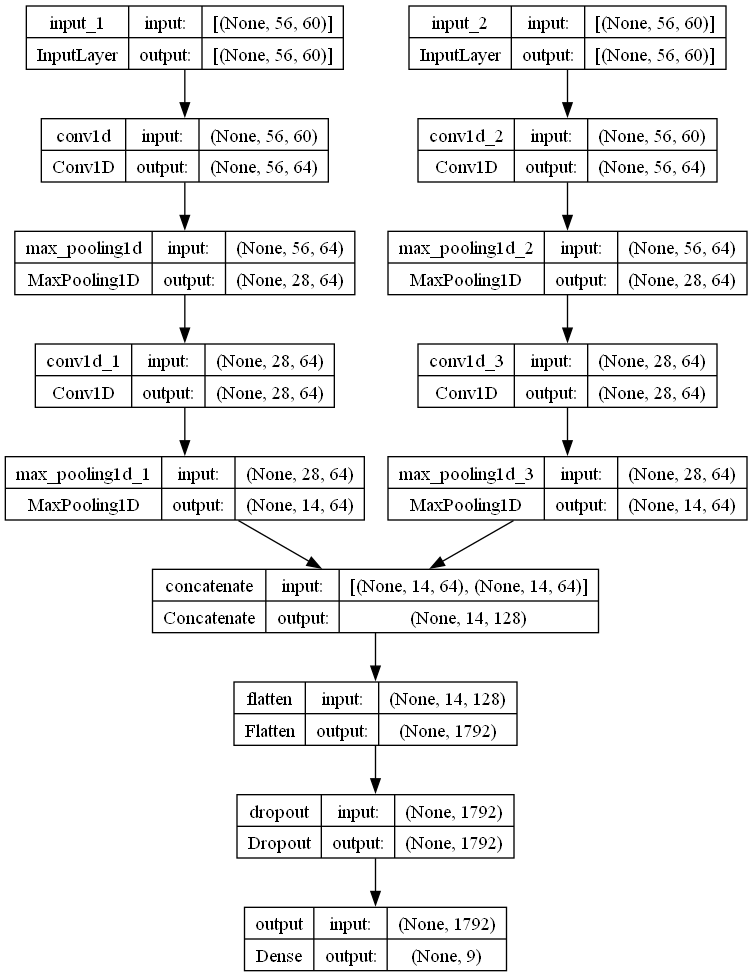 input_1 input: [(None, 56, 60)]
InputLayer output: [(None, 56, 60)]
input_2 input: [(None, 56, 60)]
InputLayer output: [(None, 56, 60)]
conv1d input: (None, 56, 60)
Conv1D output: (None, 56, 64)
conv1d_2 input: (None, 56, 60)
Conv1D output: (None, 56, 64)
max_pooling1d input: (None, 56, 64)
MaxPooling1D output: (None, 28, 64)
max_pooling1d_2 input: (None, 56, 64)
MaxPooling1D output: (None, 28, 64)
conv1d_1 input: (None, 28, 64)
Conv1D output: (None, 28, 64)
conv1d_3 input: (None, 28, 64)
Conv1D output: (None, 28, 64)
max_pooling1d_1 input: (None, 28, 64)
MaxPooling1D output: (None, 14, 64)
max_pooling1d_3 input: (None, 28, 64)
MaxPooling1D output: (None, 14, 64)
concatenate input: [(None, 14, 64), (None, 14, 64)]
Concatenate output: (None, 14, 128)
flatten input: (None, 14, 128)
Flatten output: (None, 1792)
dropout input: (None, 1792)
Dropout output: (None, 1792)
output input: (None, 1792)
Dense output: (None, 9)